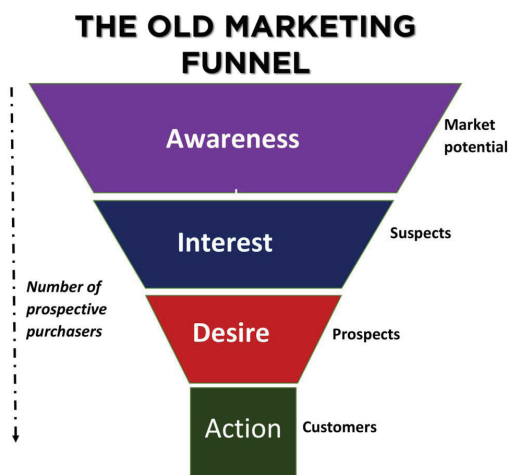 THE OLD MARKETING
FUNNEL
Awareness
Market
potential
Interest
Suspects
Number of
prospective
purchasers
Desire
Prospects
Action
Customers